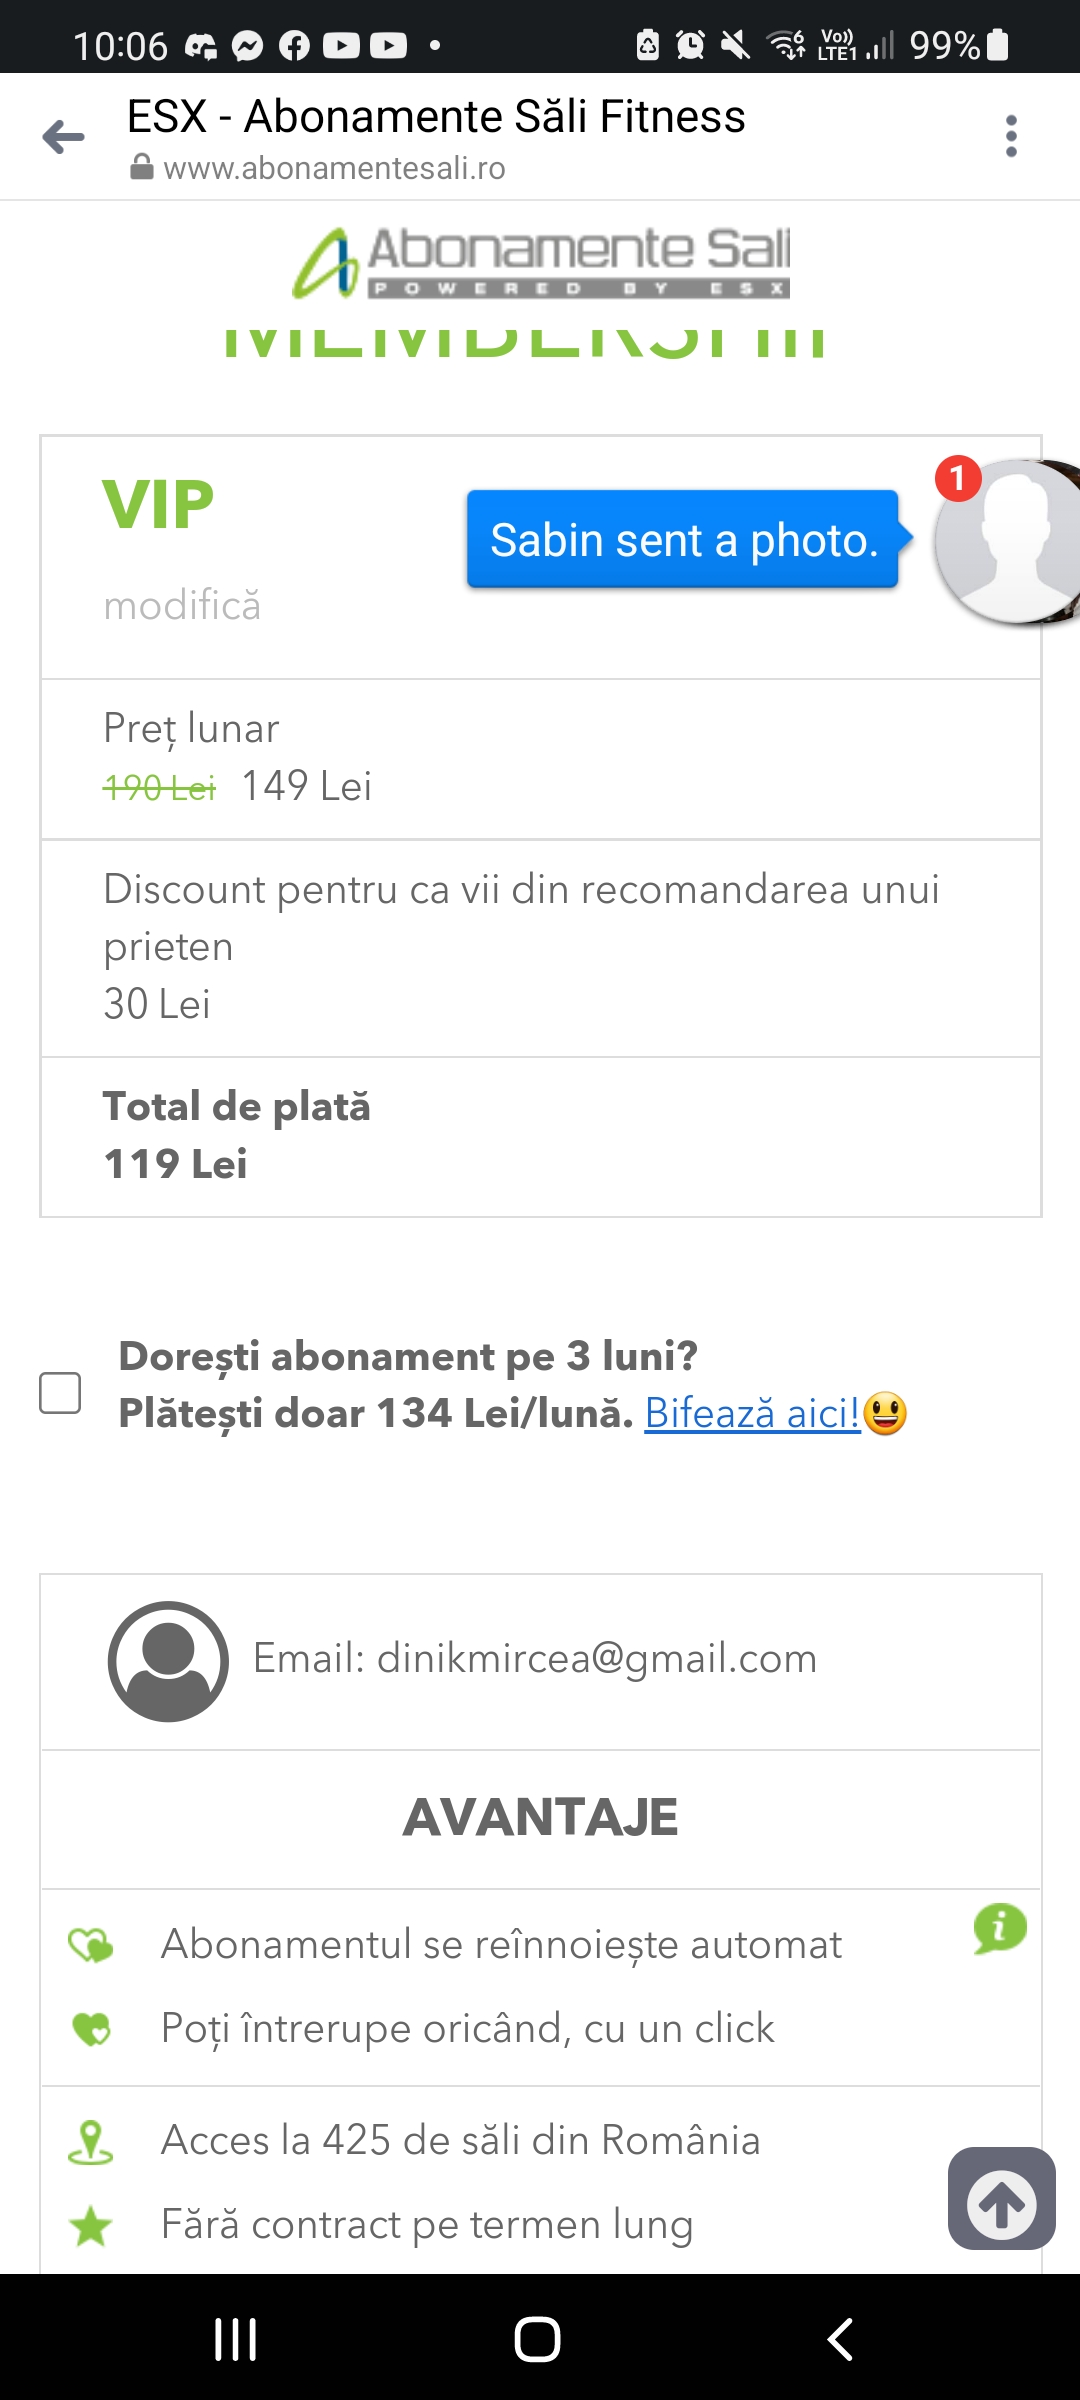 10:06
Vo))
LTE1
99%
ESX - Abonamente Săli Fitness
www.abonamentesali.ro
Abonamente Sali
POWERED BY ESX
VIP
1
Sabin sent a photo.
modifică
Preț lunar
190 Lei 149 Lei
Discount pentru ca vii din recomandarea unui
prieten
30 Lei
Total de plată
119 Lei
Dorești abonament pe 3 luni?
Plătești doar 134 Lei/lună. Bifează aici!😃
Email: dinikmircea@gmail.com
AVANTAJE
Abonamentul se reînnoiește automat
Poți întrerupe oricând, cu un click
Acces la 425 de săli din România
Fără contract pe termen lung